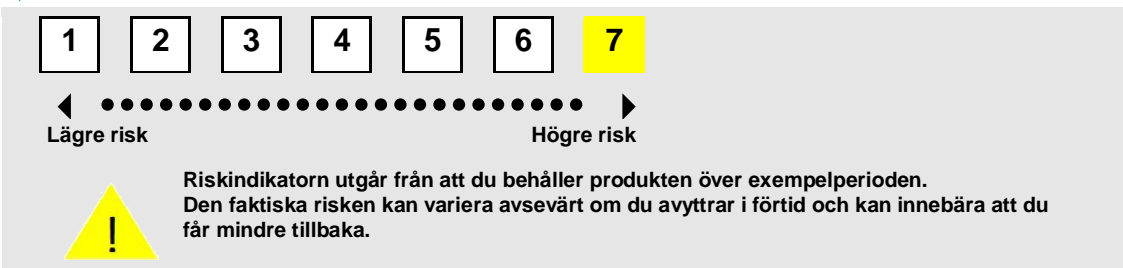 1 2 3 4 5 6 7
Lägre risk Högre risk
!
Riskindikatorn utgår från att du behåller produkten över exempelperioden.
Den faktiska risken kan variera avsevärt om du avyttrar i förtid och kan innebära att du
får mindre tillbaka.